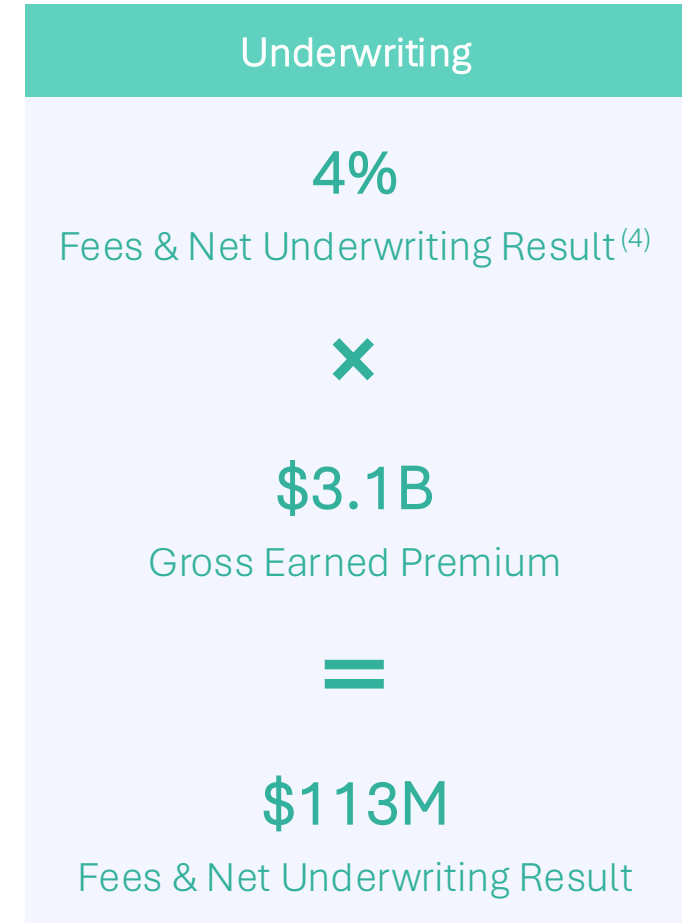 Underwriting
4%
Fees & Net Underwriting Result (4)
×
$3.1B
Gross Earned Premium
=
$113M
Fees & Net Underwriting Result